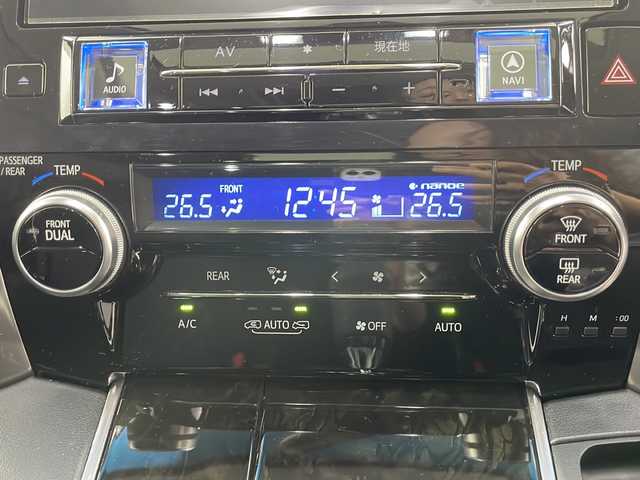 AV
*
現在地
AUDIO
NAVI
PASSENGER
/ REAR
TEMP
TEMP
FRONT
DUAL
FRONT
26.5
12:45
nanoe
26.5
FRONT
REAR
REAR
A/C
AUTO
OFF
AUTO
H M :00